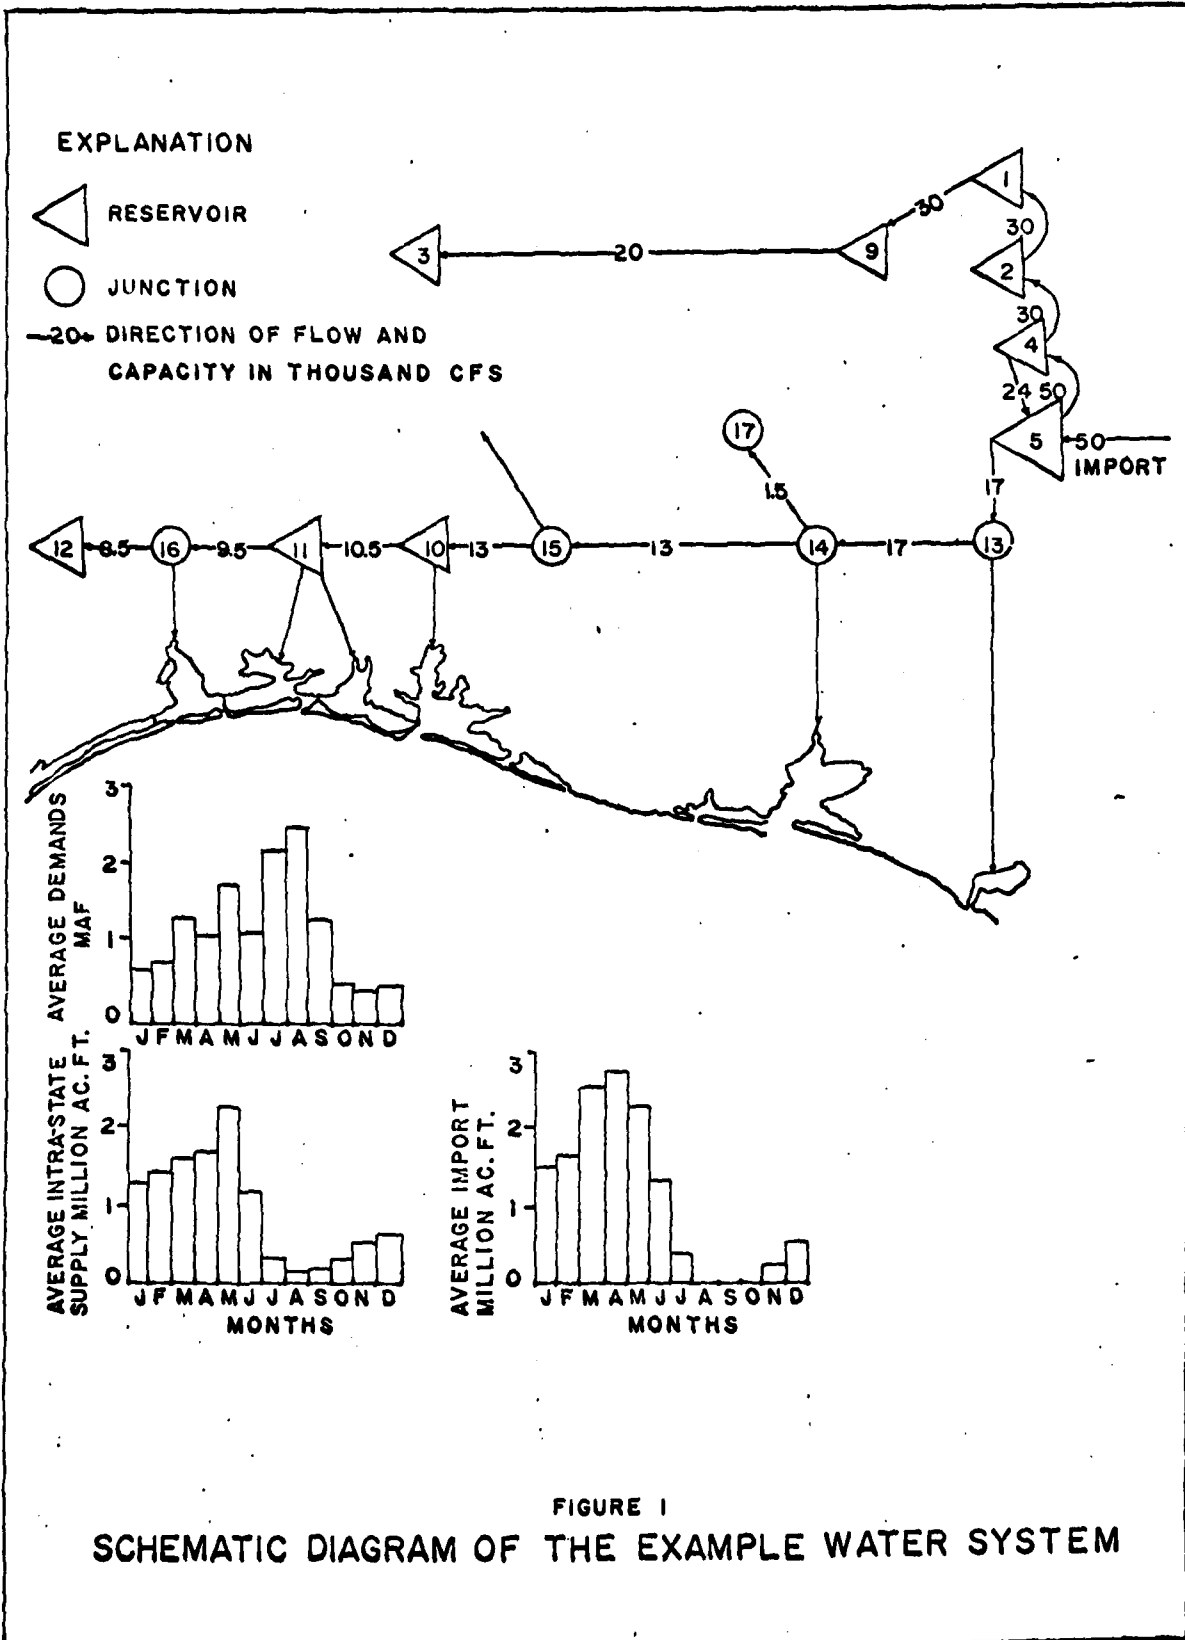 EXPLANATION
RESERVOIR
JUNCTION
20 DIRECTION OF FLOW AND
CAPACITY IN THOUSAND CFS
1
30
30
3
20
9
2
30
4
24 50
17
5
50
IMPORT
1.5
17
12
8.5
16
9.5
11
10.5
10
13
15
13
14
17
13
AVERAGE DEMANDS
MAF
3
2
1
0
J F M A M J J A S O N D
AVERAGE INTRA-STATE
SUPPLY MILLION AC. FT.
3
2
1
0
J F M A M J J A S O N D
MONTHS
AVERAGE IMPORT
MILLION AC. FT.
3
2
1
0
J F M A M J J A S O N D
MONTHS
FIGURE 1
SCHEMATIC DIAGRAM OF THE EXAMPLE WATER SYSTEM